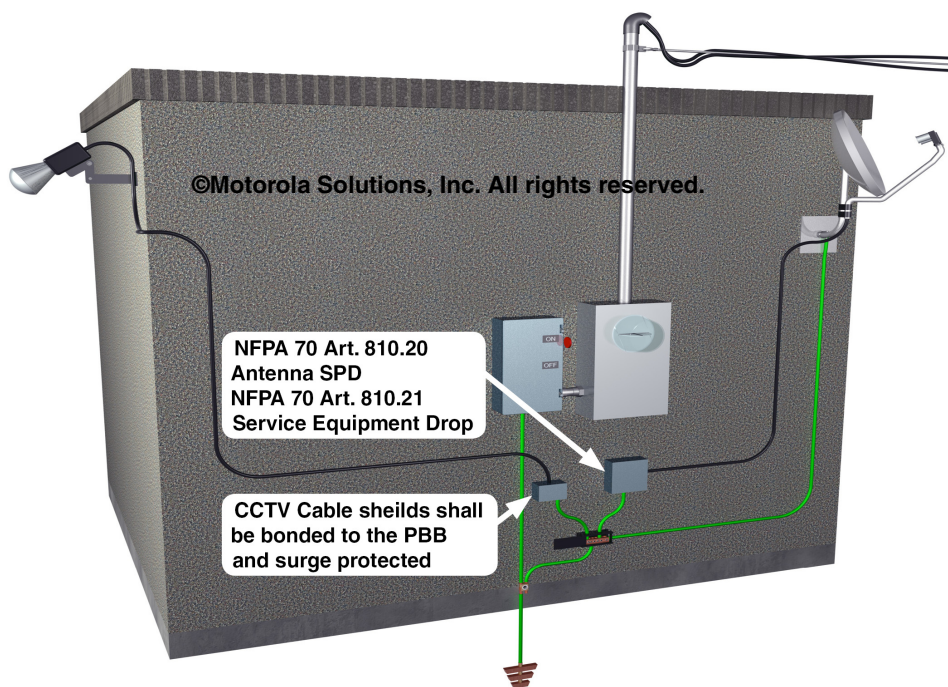 ©Motorola Solutions, Inc. All rights reserved.
ON
OFF
NFPA 70 Art. 810.20
Antenna SPD
NFPA 70 Art. 810.21
Service Equipment Drop
CCTV Cable sheilds shall
be bonded to the PBB
and surge protected